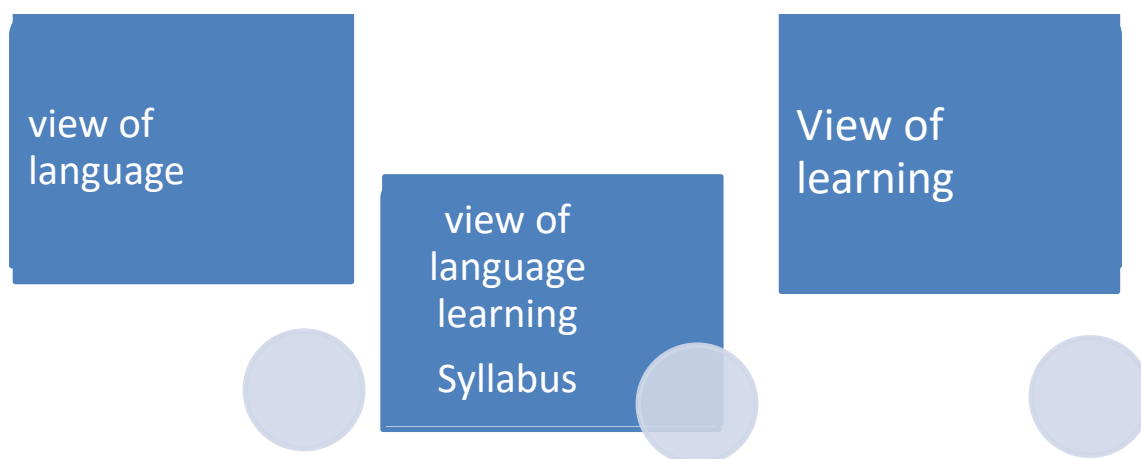 view of
language
view of
language
learning
Syllabus
View of
learning